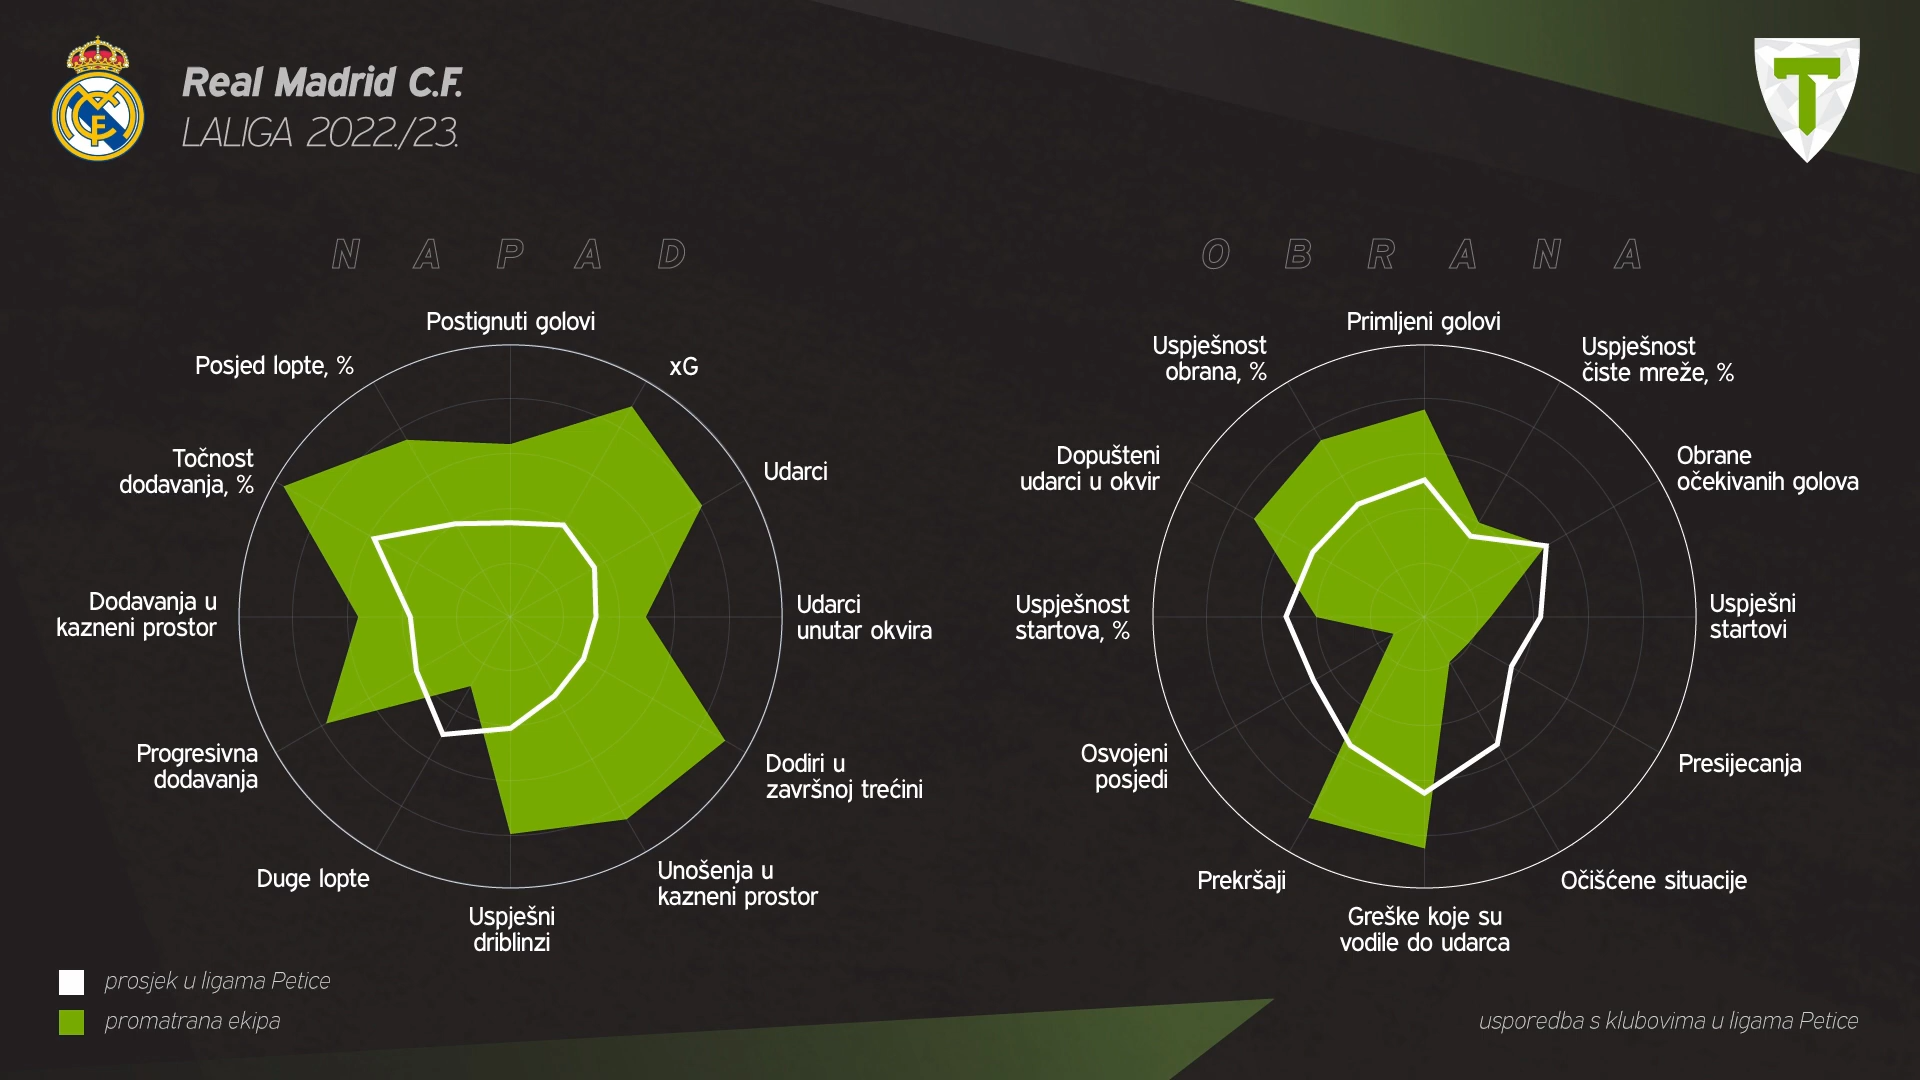 Real Madrid C.F.
LALIGA 2022./23.
T
NAPAD
Postignuti golovi
xG
Udarci
Udarci
unutar okvira
Dodiri u
završnoj trećini
Unošenja u
kazneni prostor
Uspješni
driblinzi
Duge lopte
Progresivna
dodavanja
Dodavanja u
kazneni prostor
Točnost
dodavanja, %
Posjed lopte, %
OBRANA
Primljeni golovi
Uspješnost
čiste mreže, %
Obrane
očekivanih golova
Uspješni
startovi
Presijecanja
Očišćene situacije
Greške koje su
vodile do udarca
Prekršaji
Osvojeni
posjedi
Uspješnost
startova, %
Dopušteni
udarci u okvir
Uspješnost
obrana, %
prosjek u ligama Petice
promatrana ekipa
usporedba s klubovima u ligama Petice